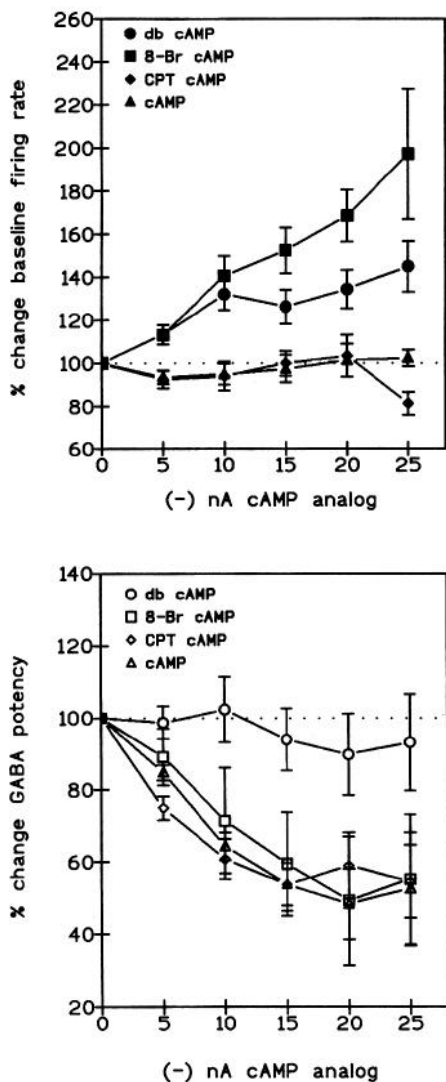 % change baseline firing rate
260
240
220
200
180
160
140
120
100
80
60
db cAMP
8-Br cAMP
CPT cAMP
cAMP
0 5 10 15 20 25
(-) nA cAMP analog
% change GABA potency
140
120
100
80
60
40
20
db cAMP
8-Br cAMP
CPT cAMP
cAMP
0 5 10 15 20 25
(-) nA cAMP analog